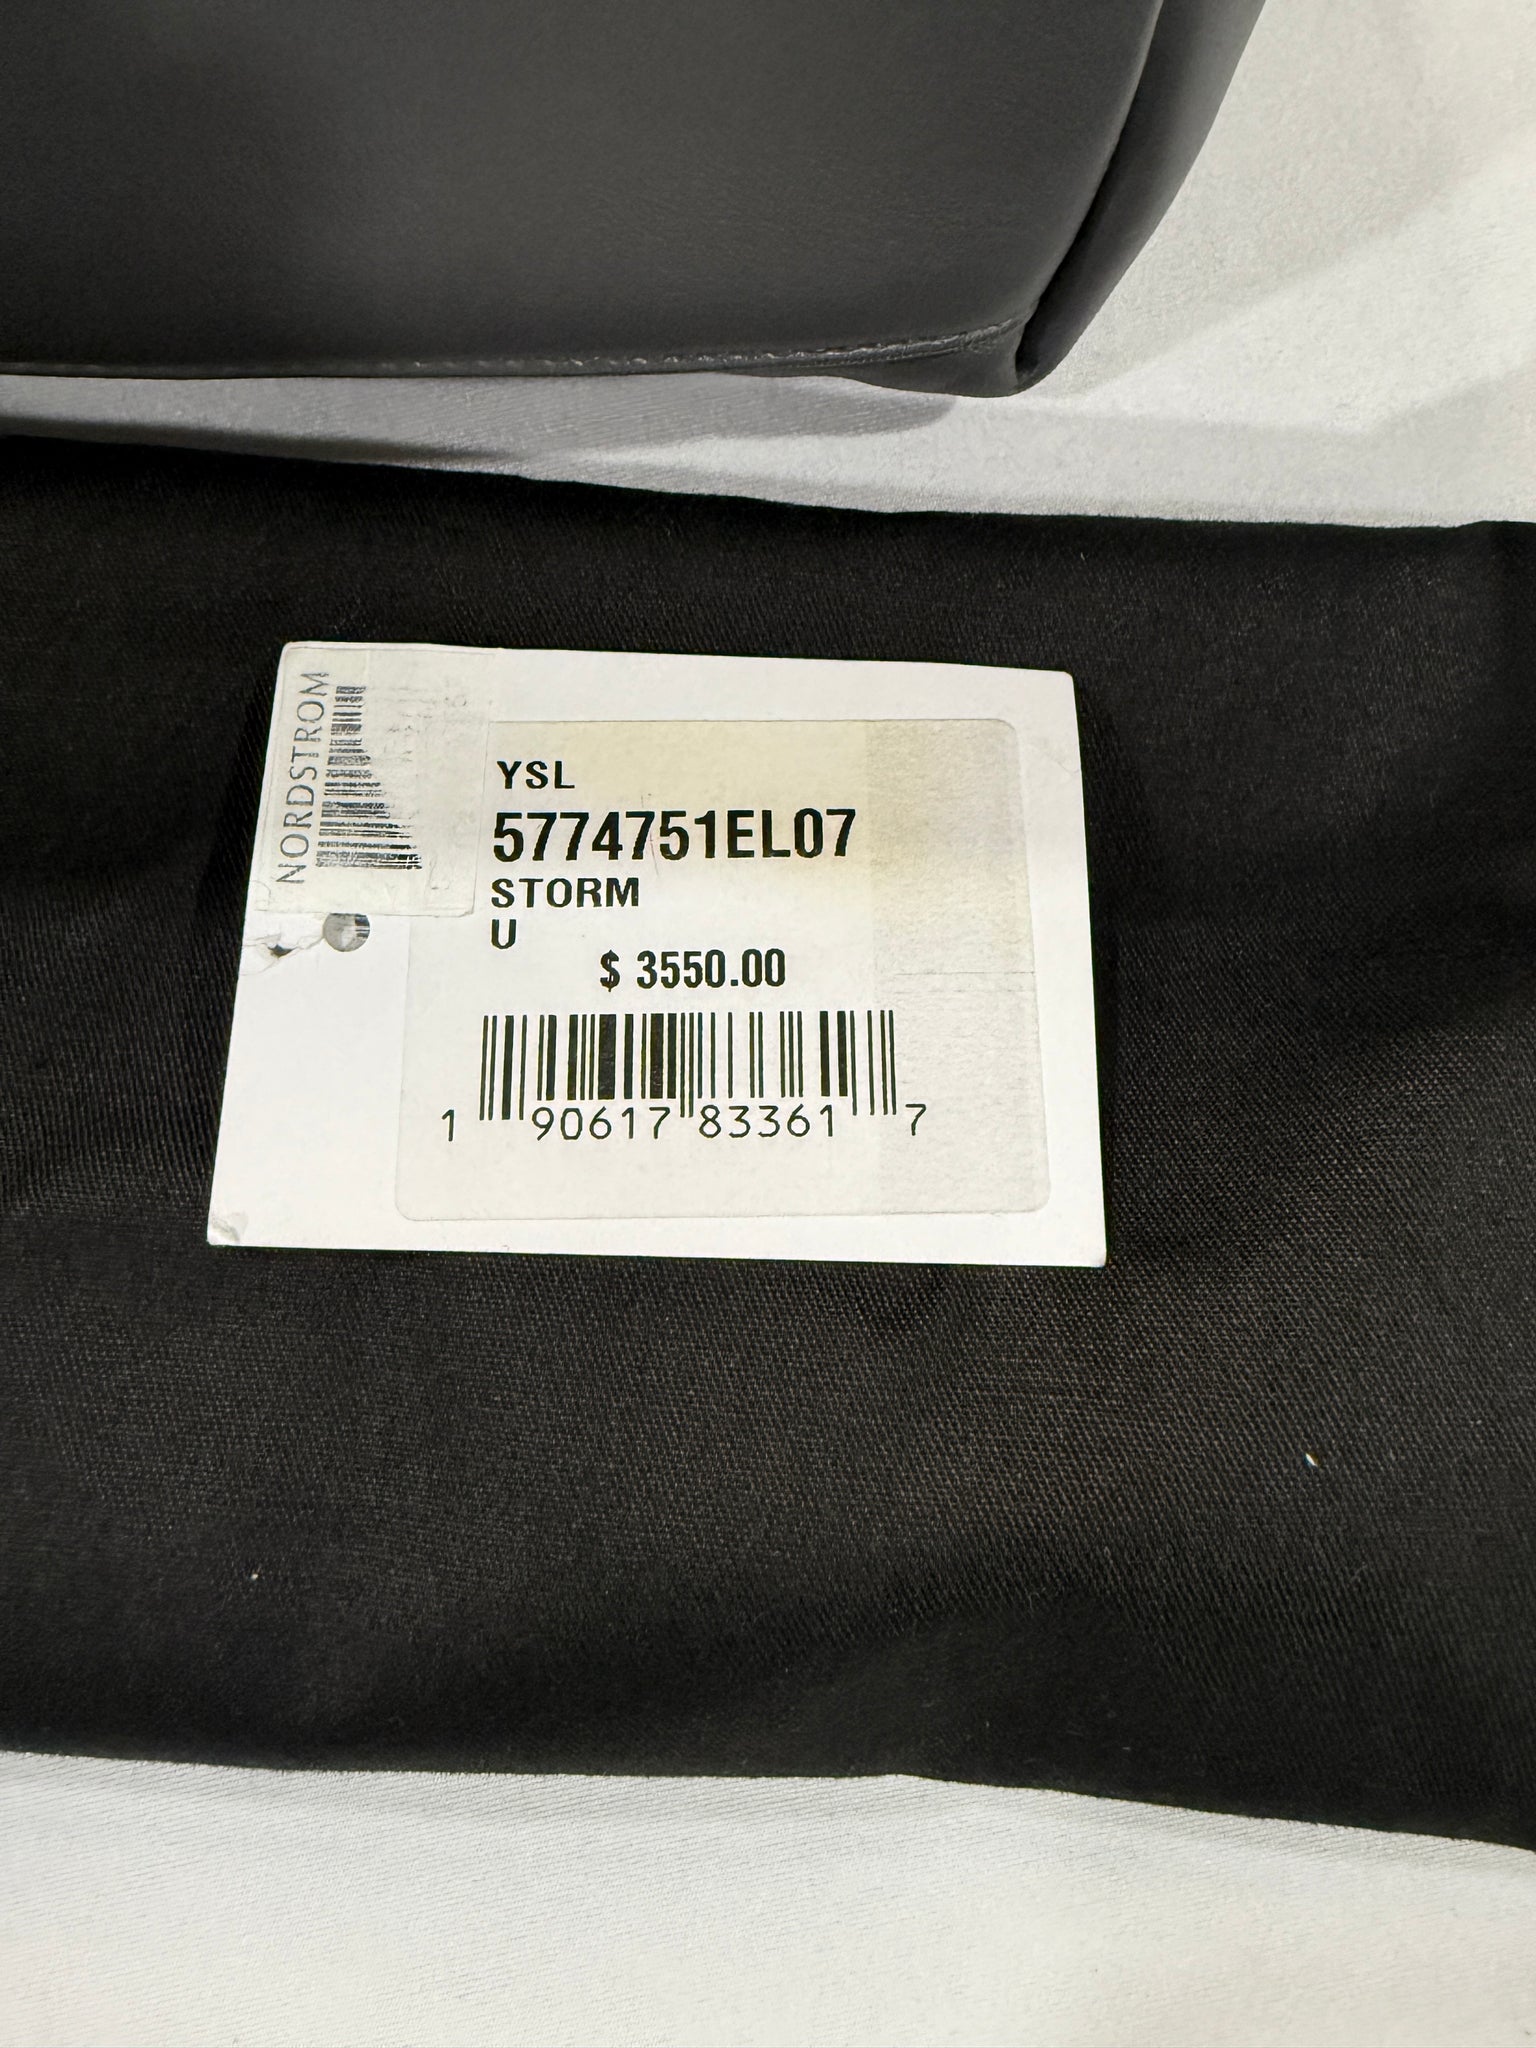 NORDSTROM
YSL
5774751EL07
STORM
U
$ 3550.00
1 90617 83361 7